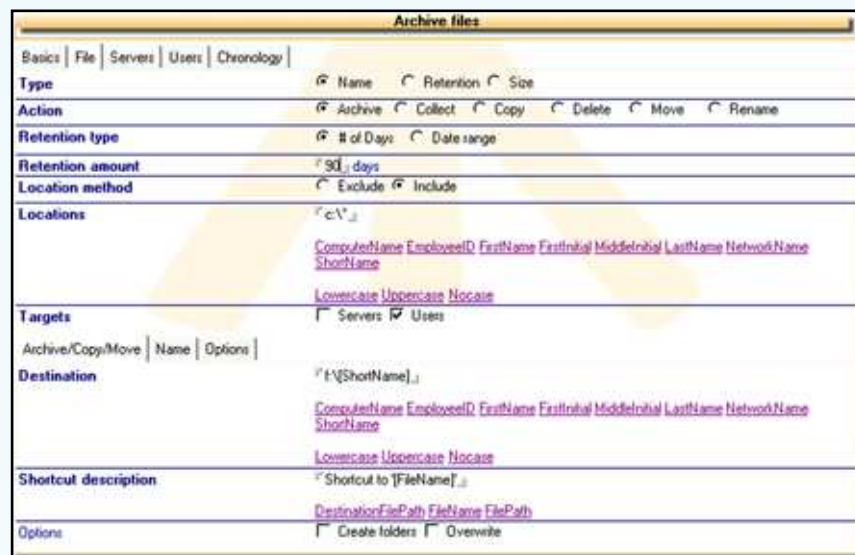 Archive files
Basics | File | Servers | Users | Chronology |
Type Name Retention Size
Action Archive Collect Copy Delete Move Rename
Retention type # of Days Date range
Retention amount 90 days
Location method Exclude Include
Locations c:\*
ComputerName EmployeeID FirstName FirstInitial MiddleInitial LastName NetworkName
ShortName
Lowercase Uppercase Nocase
Targets Servers Users
Archive/Copy/Move | Name | Options |
Destination f:\[ShortName]
ComputerName EmployeeID FirstName FirstInitial MiddleInitial LastName NetworkName
ShortName
Lowercase Uppercase Nocase
Shortcut description Shortcut to '[FileName]'
DestinationFilePath FileName FilePath
Options Create folders Overwrite